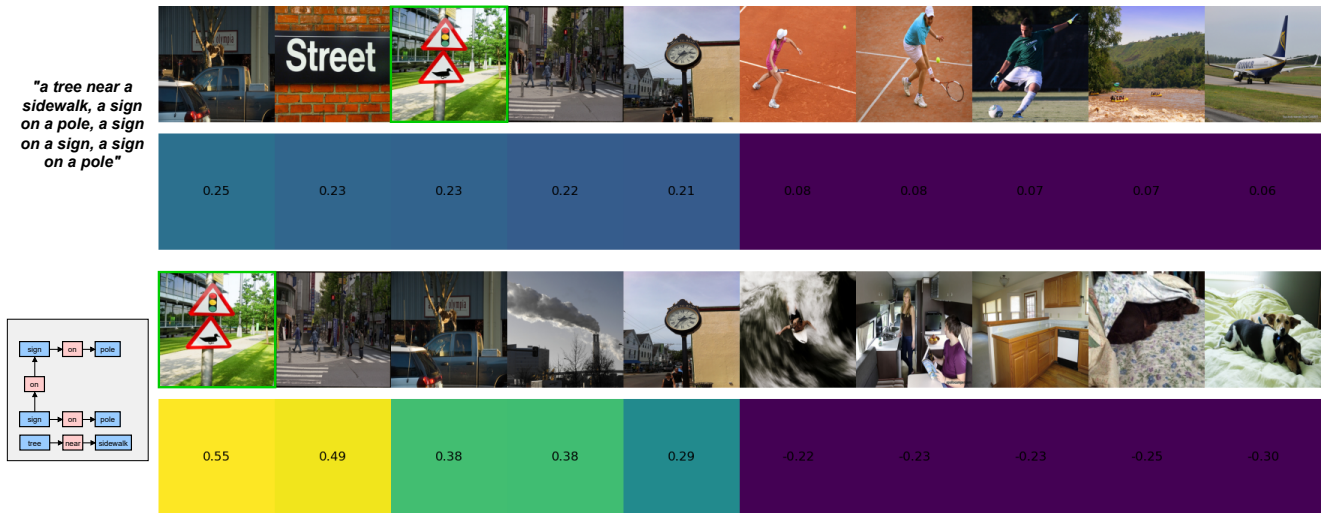 "a tree near a
sidewalk, a sign
on a pole, a sign
on a sign, a sign
on a pole"
Street
0.25 0.23 0.23 0.22 0.21 0.08 0.08 0.07 0.07 0.06
sign on pole
on
sign on pole
tree near sidewalk
0.55 0.49 0.38 0.38 0.29 -0.22 -0.23 -0.23 -0.25 -0.30